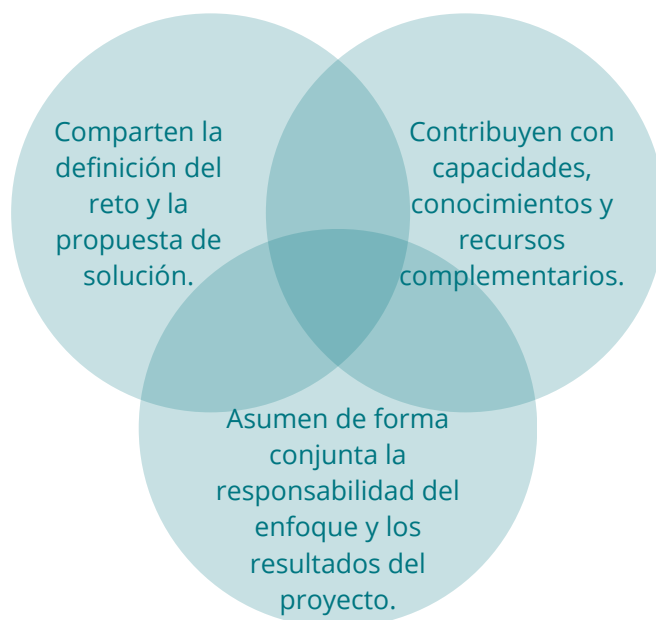 Comparten la
definición del
reto y la
propuesta de
solución.
Contribuyen con
capacidades,
conocimientos y
recursos
complementarios.
Asumen de forma
conjunta la
responsabilidad del
enfoque y los
resultados del
proyecto.